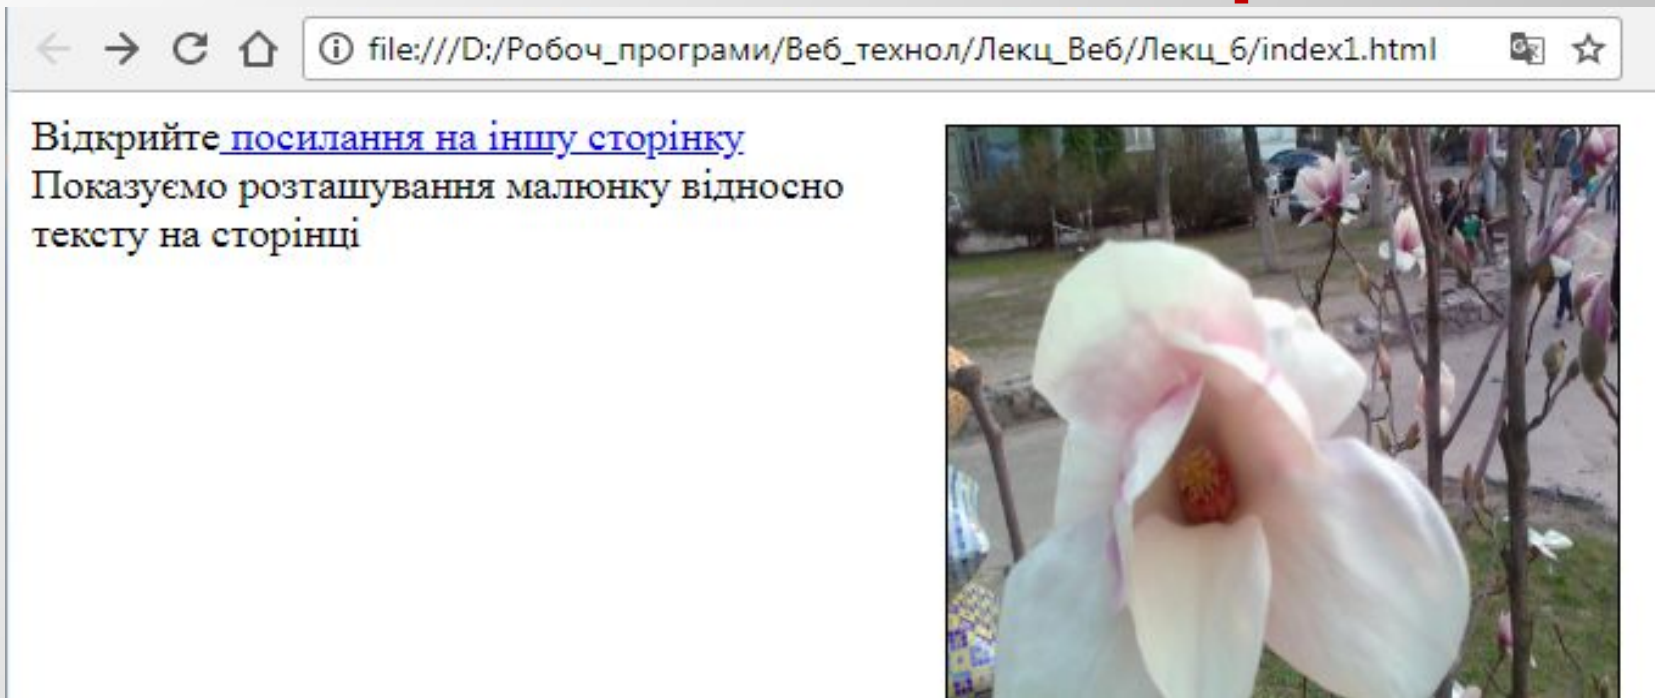 file:///D:/Робоч_програми/Веб_технол/Лекц_Веб/Лекц_6/index1.html
Відкрийте посилання на іншу сторінку
Показуємо розташування малюнку відносно
тексту на сторінці